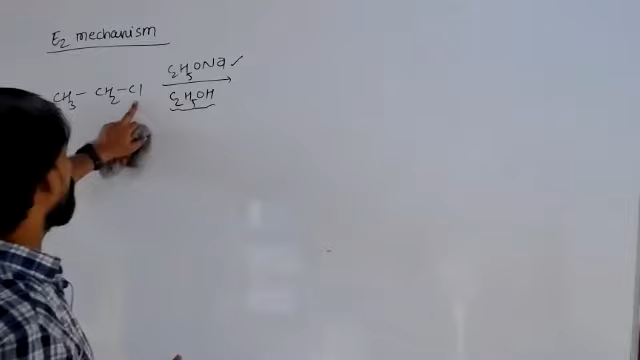 E2 mechanism
C2H5ONa ✓
CH3 - CH2 - Cl
C2H5OH